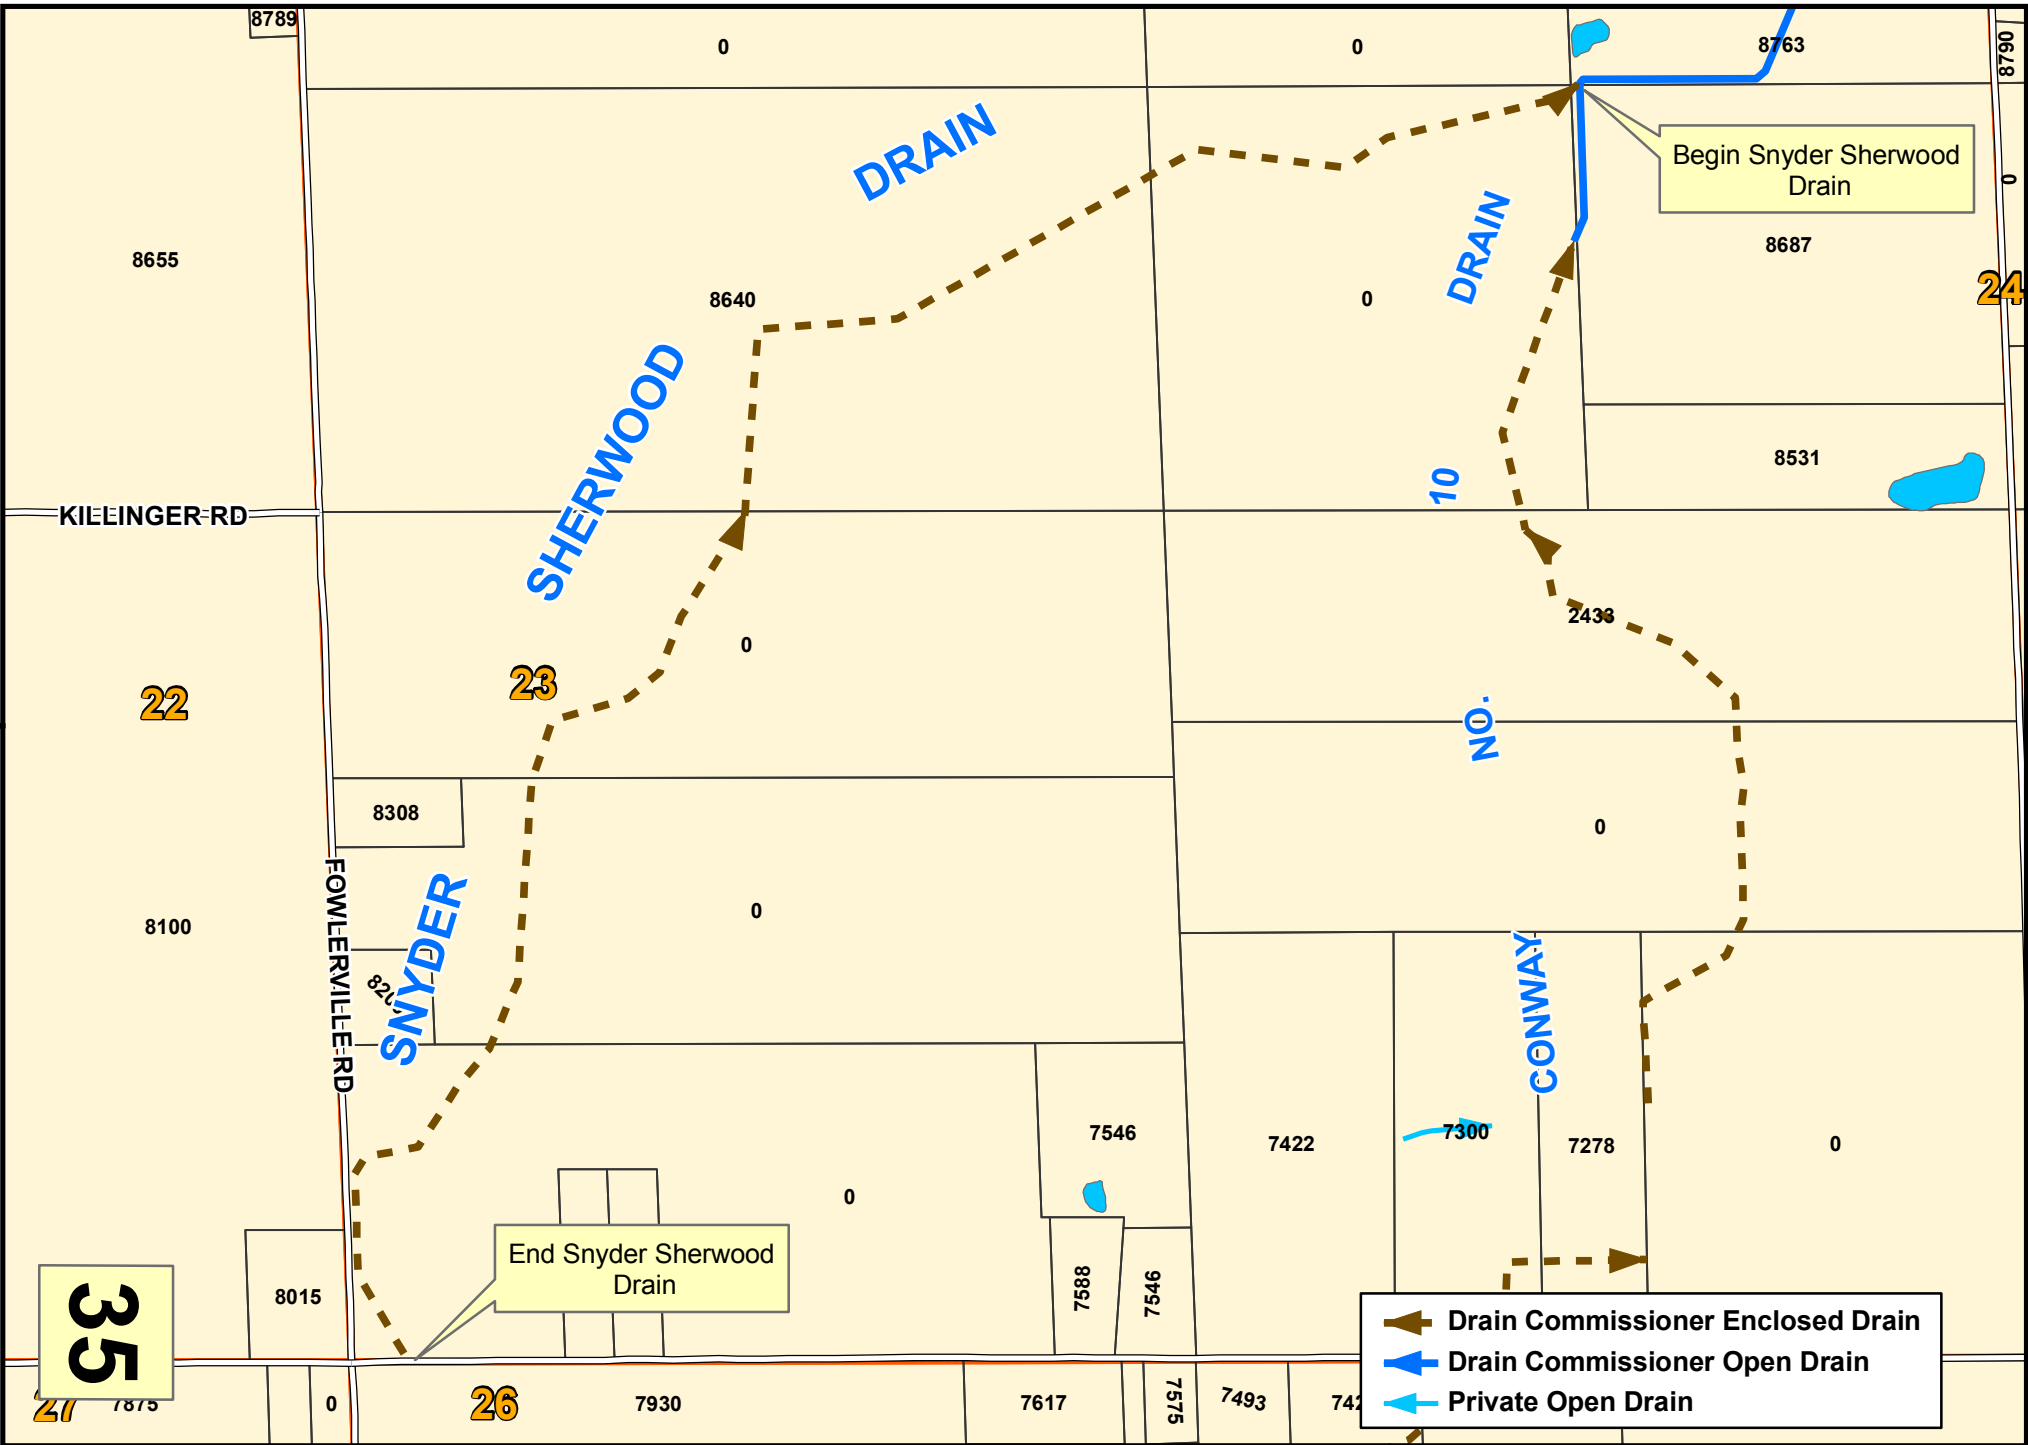 8789
0
0
8763
8790
DRAIN
Begin Snyder Sherwood
Drain
0
DRAIN
8655
8687
8640
0
24
SHERWOOD
8531
10
KILLINGER RD
2433
0
23
22
NO.
8308
0
0
8100
FOWLERVILLE RD
SNYDER
CONWAY
7546
7300
7422
7278
0
0
End Snyder Sherwood
Drain
7588
7546
8015
35
Drain Commissioner Enclosed Drain
Drain Commissioner Open Drain
Private Open Drain
27
7875
0
26
7930
7617
7575
7493